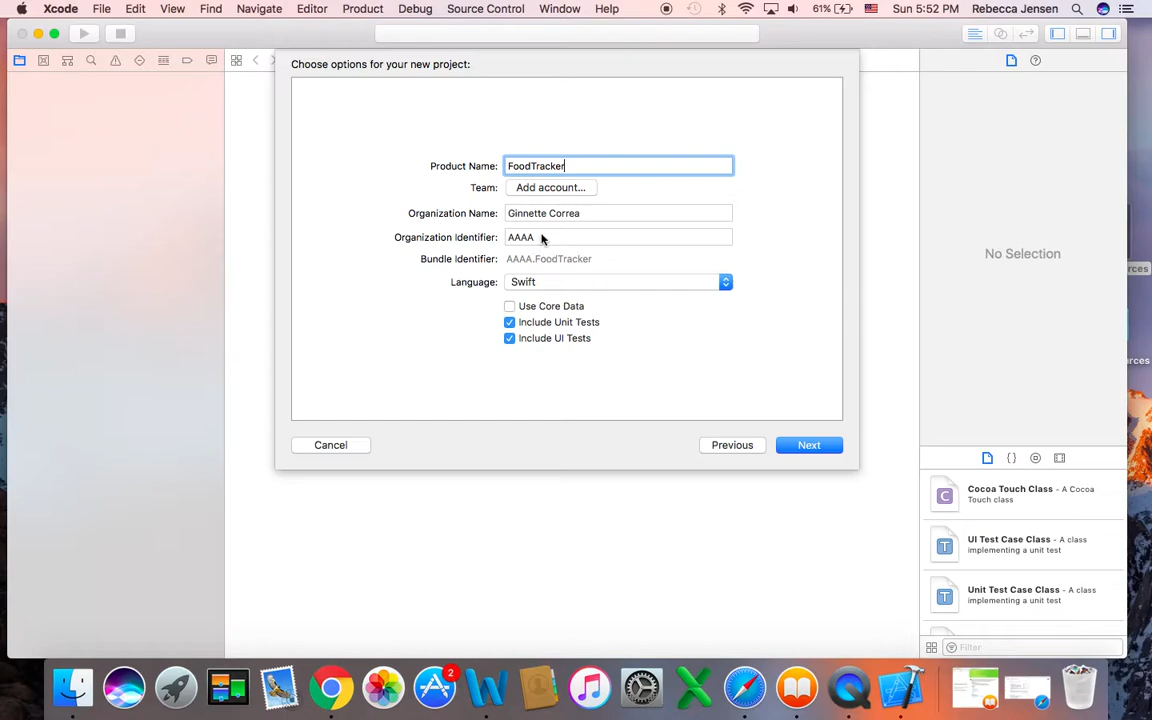 Xcode File Edit View Find Navigate Editor Product Debug Source Control Window Help 61% Sun 5:52 PM Rebecca Jensen
Choose options for your new project:
Product Name: FoodTracker
Team: Add account...
Organization Name: Ginnette Correa
Organization Identifier: AAAA
Bundle Identifier: AAAA.FoodTracker
Language: Swift
Use Core Data
Include Unit Tests
Include UI Tests
Cancel Previous Next
No Selection
rces
urces
C
Cocoa Touch Class - A Cocoa
Touch class
T
UI Test Case Class - A class
implementing a unit test
T
Unit Test Case Class - A class
implementing a unit test
Filter
2